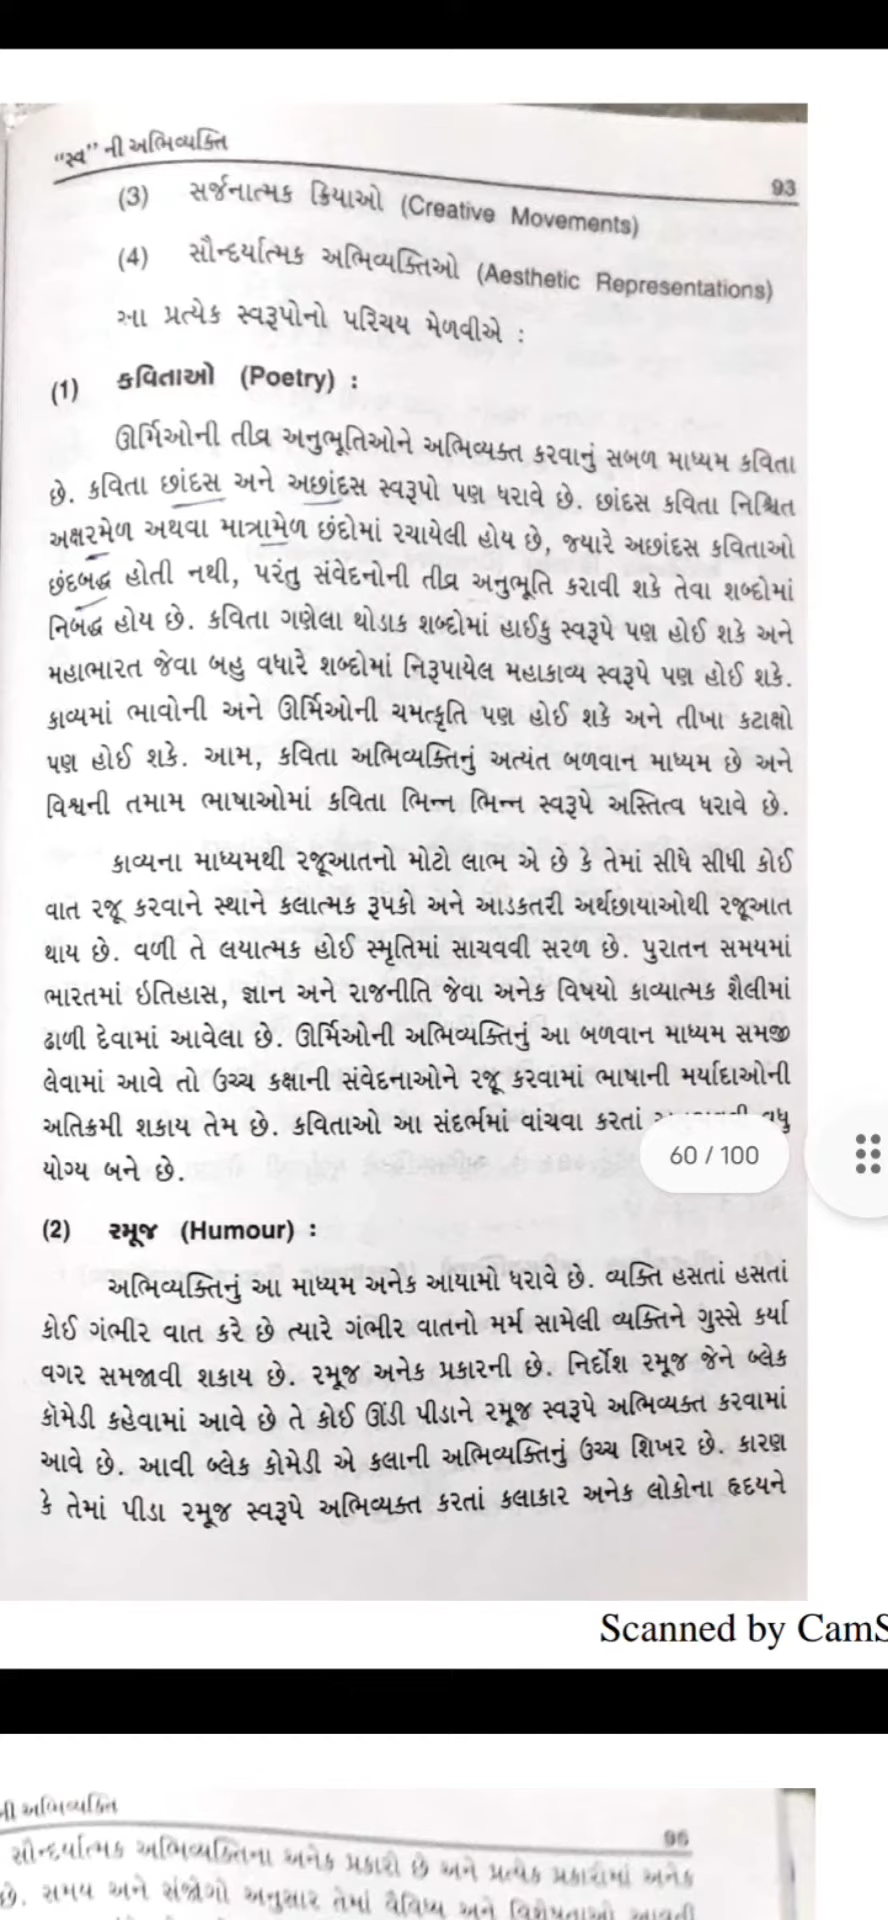 “સ્વ” ની અભિવ્યક્તિ
93
(3) સર્જનાત્મક ક્રિયાઓ (Creative Movements)
(4) સૌન્દર્યાત્મક અભિવ્યક્તિઓ (Aesthetic Representations)
આ પ્રત્યેક સ્વરૂપોનો પરિચય મેળવીએ :
(1) કવિતાઓ (Poetry) :
ઊર્મિઓની તીવ્ર અનુભૂતિઓને અભિવ્યક્ત કરવાનું સબળ માધ્યમ કવિતા
છે. કવિતા છાંદસ અને અછાંદસ સ્વરૂપો પણ ધરાવે છે. છાંદસ કવિતા નિશ્ચિત
અક્ષરમેળ અથવા માત્રામેળ છંદોમાં રચાયેલી હોય છે, જ્યારે અછાંદસ કવિતાઓ
છંદબદ્ધ હોતી નથી, પરંતુ સંવેદનોની તીવ્ર અનુભૂતિ કરાવી શકે તેવા શબ્દોમાં
નિબદ્ધ હોય છે. કવિતા ગણેલા થોડાક શબ્દોમાં હાઈકુ સ્વરૂપે પણ હોઈ શકે અને
મહાભારત જેવા બહુ વધારે શબ્દોમાં નિરૂપાયેલ મહાકાવ્ય સ્વરૂપે પણ હોઈ શકે.
કાવ્યમાં ભાવોની અને ઊર્મિઓની ચમત્કૃતિ પણ હોઈ શકે અને તીખા કટાક્ષો
પણ હોઈ શકે. આમ, કવિતા અભિવ્યક્તિનું અત્યંત બળવાન માધ્યમ છે અને
વિશ્વની તમામ ભાષાઓમાં કવિતા ભિન્ન ભિન્ન સ્વરૂપે અસ્તિત્વ ધરાવે છે.
કાવ્યના માધ્યમથી રજૂઆતનો મોટો લાભ એ છે કે તેમાં સીધે સીધી કોઈ
વાત રજૂ કરવાને સ્થાને કલાત્મક રૂપકો અને આડકતરી અર્થછાયાઓથી રજૂઆત
થાય છે. વળી તે લયાત્મક હોઈ સ્મૃતિમાં સાચવવી સરળ છે. પુરાતન સમયમાં
ભારતમાં ઇતિહાસ, જ્ઞાન અને રાજનીતિ જેવા અનેક વિષયો કાવ્યાત્મક શૈલીમાં
ઢાળી દેવામાં આવેલા છે. ઊર્મિઓની અભિવ્યક્તિનું આ બળવાન માધ્યમ સમજી
લેવામાં આવે તો ઉચ્ચ કક્ષાની સંવેદનાઓને રજૂ કરવામાં ભાષાની મર્યાદાઓની
અતિક્રમી શકાય તેમ છે. કવિતાઓ આ સંદર્ભમાં વાંચવા કરતાં વધુ
યોગ્ય બને છે.
60 / 100
(2) રમૂજ (Humour) :
અભિવ્યક્તિનું આ માધ્યમ અનેક આયામો ધરાવે છે. વ્યક્તિ હસતાં હસતાં
કોઈ ગંભીર વાત કરે છે ત્યારે ગંભીર વાતનો મર્મ સામેલી વ્યક્તિને ગુસ્સે કર્યા
વગર સમજાવી શકાય છે. રમૂજ અનેક પ્રકારની છે. નિર્દોશ રમૂજ જેને બ્લેક
કૉમેડી કહેવામાં આવે છે તે કોઈ ઊંડી પીડાને રમૂજ સ્વરૂપે અભિવ્યક્ત કરવામાં
આવે છે. આવી બ્લેક કોમેડી એ કલાની અભિવ્યક્તિનું ઉચ્ચ શિખર છે. કારણ
કે તેમાં પીડા રમૂજ સ્વરૂપે અભિવ્યક્ત કરતાં કલાકાર અનેક લોકોના હૃદયને
Scanned by CamS
ની અભિવ્યક્તિ
સૌન્દર્યાત્મક અભિવ્યક્તિના અનેક પ્રકારો છે અને પ્રત્યેક પ્રકારોમાં અનેક
છે. સમય અને સંજોગો અનુસાર તેમાં વૈવિધ્ય અને વિશેષતાઓ આવતી